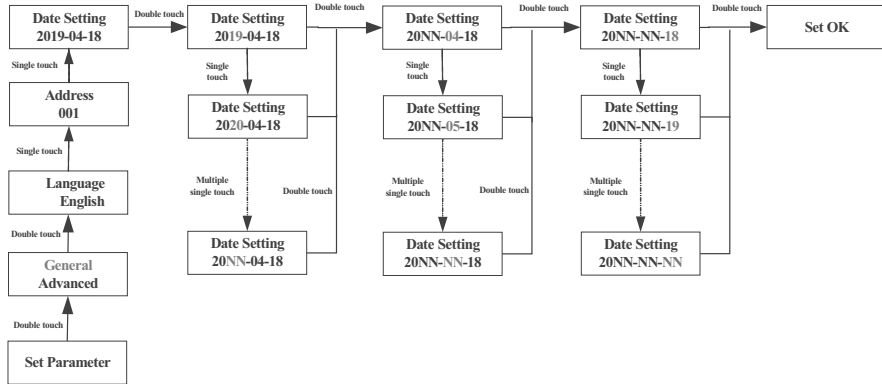 Date Setting
2019-04-18
Double touch
Date Setting
2019-04-18
Double touch
Date Setting
20NN-04-18
Double touch
Date Setting
20NN-NN-18
Double touch
Set OK
Single touch
Single
touch
Single
touch
Single
touch
Address
001
Date Setting
2020-04-18
Date Setting
20NN-05-18
Date Setting
20NN-NN-19
Single touch
Language
English
Multiple
single touch
Double touch
Multiple
single touch
Double touch
Multiple
single touch
Double touch
Date Setting
20NN-04-18
Date Setting
20NN-NN-18
Date Setting
20NN-NN-NN
General
Advanced
Double touch
Set Parameter